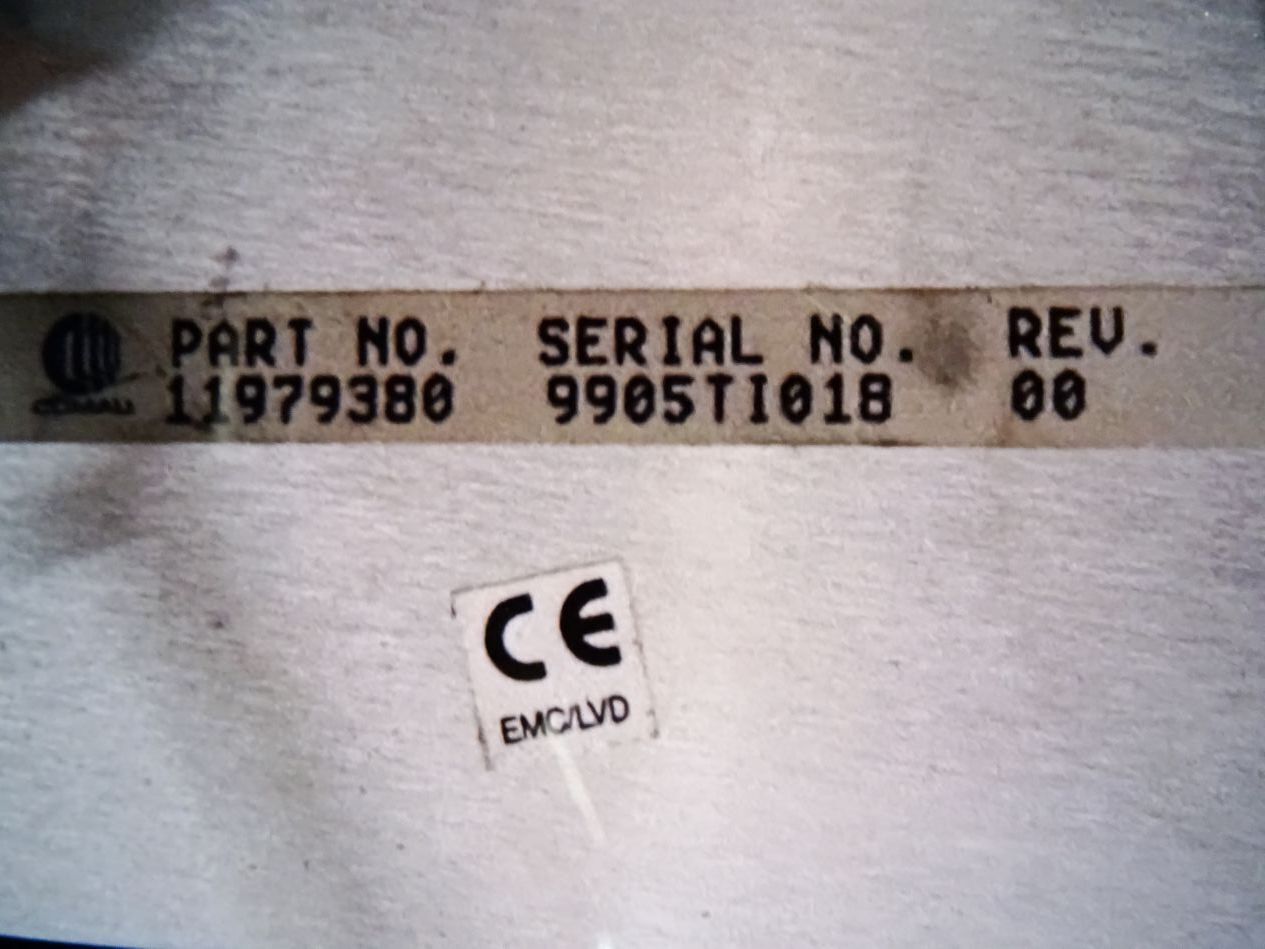 PART NO. SERIAL NO. REV.
COMAU 11979380 9905TI018 00
CE
EMC/LVD